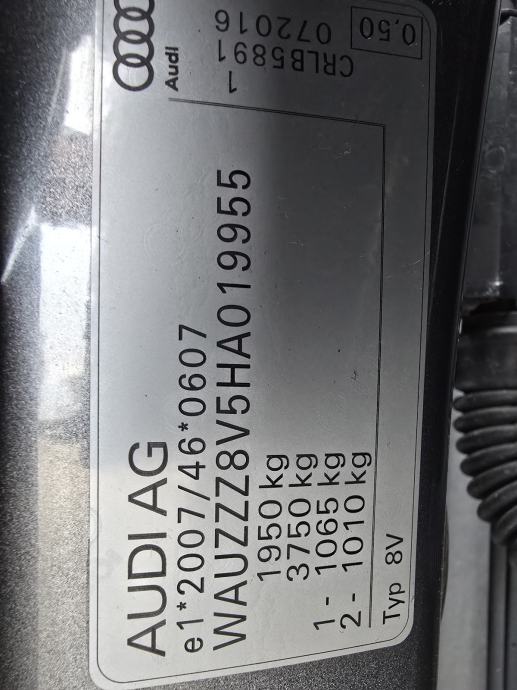 AUDI AG
e1*2007/46*0607
WAUZZZ8V5HA019955
1950 kg
3750 kg
1- 1065 kg
2- 1010 kg
Typ 8V
Audi
1
CRLB5891
072016
0,50